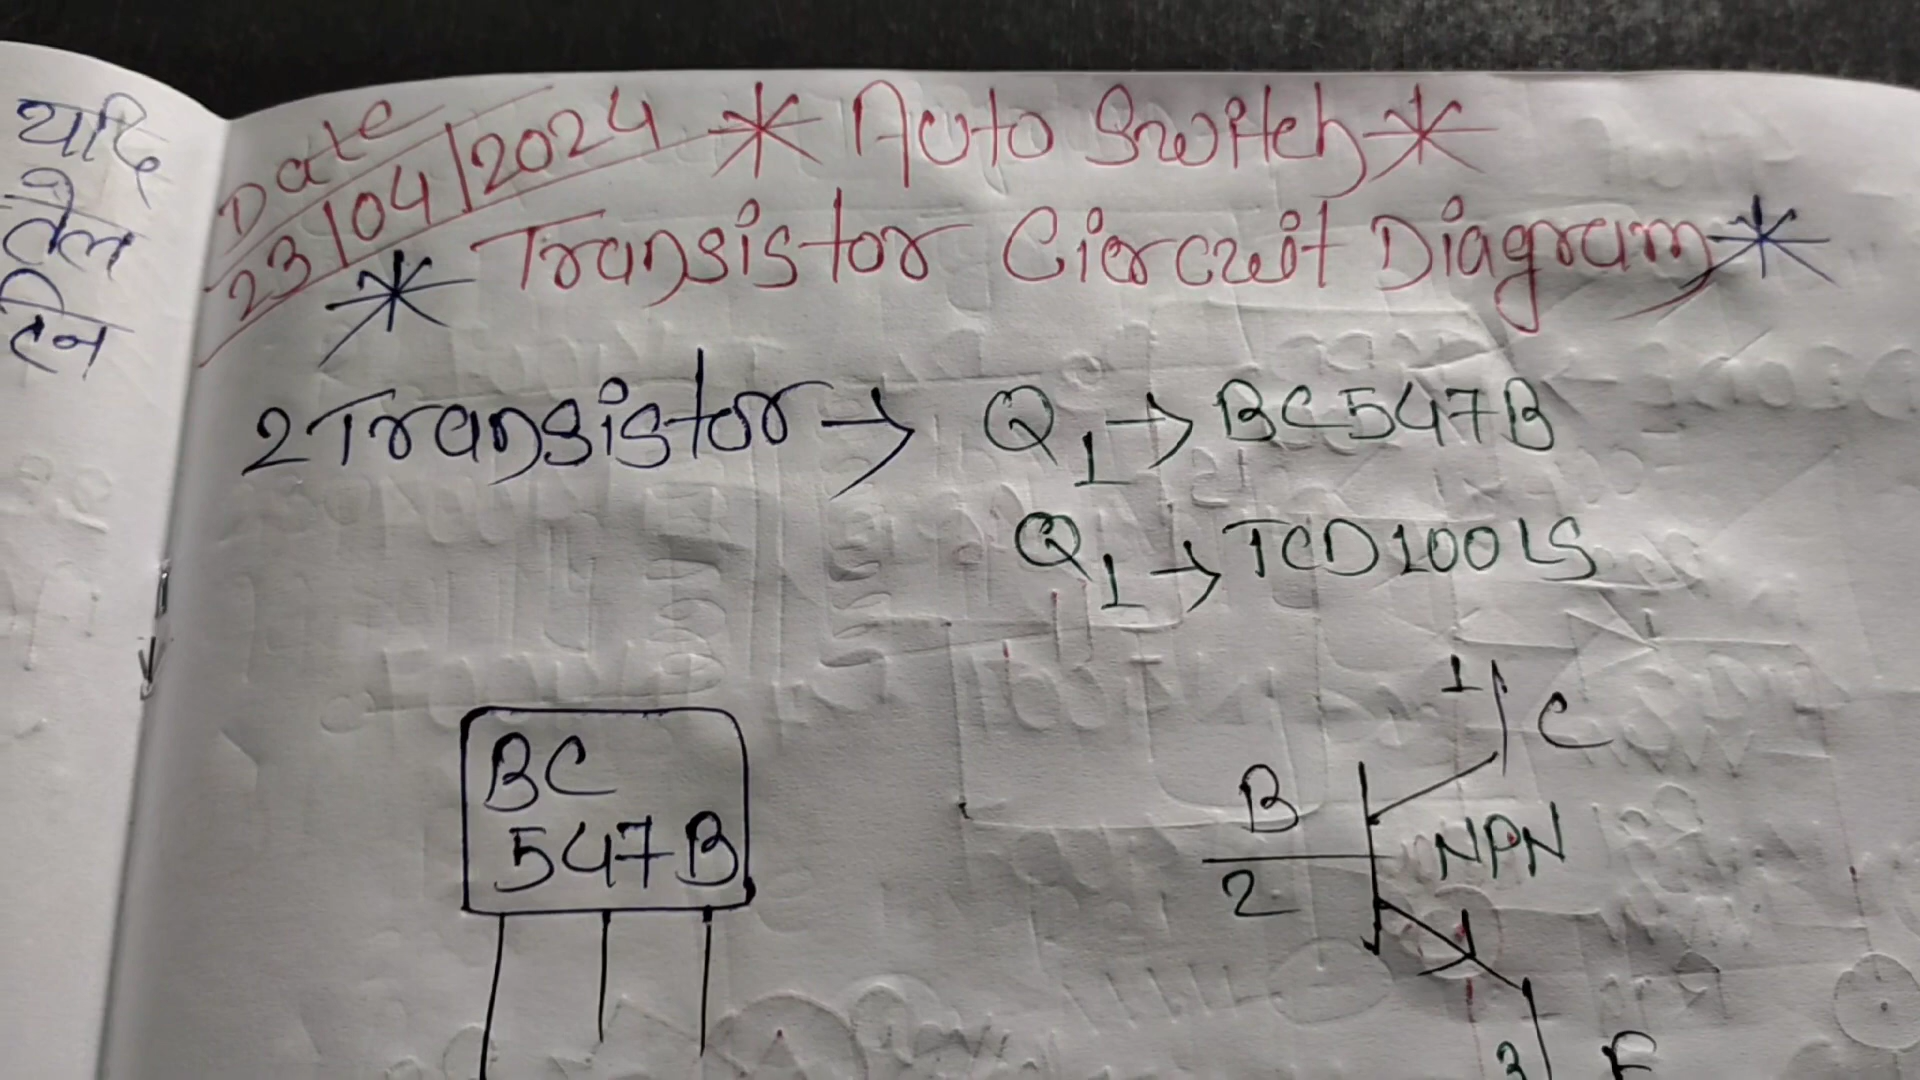 यदि
तेल
टिन
Date
23/04/2024
* Auto Switch *
* Transistor Ciercuit Diagram *
2 Transistor → Q1 → BC547B
Q1 → TCD100LS
BC
547B
1 C
B
NPN
2
3 E